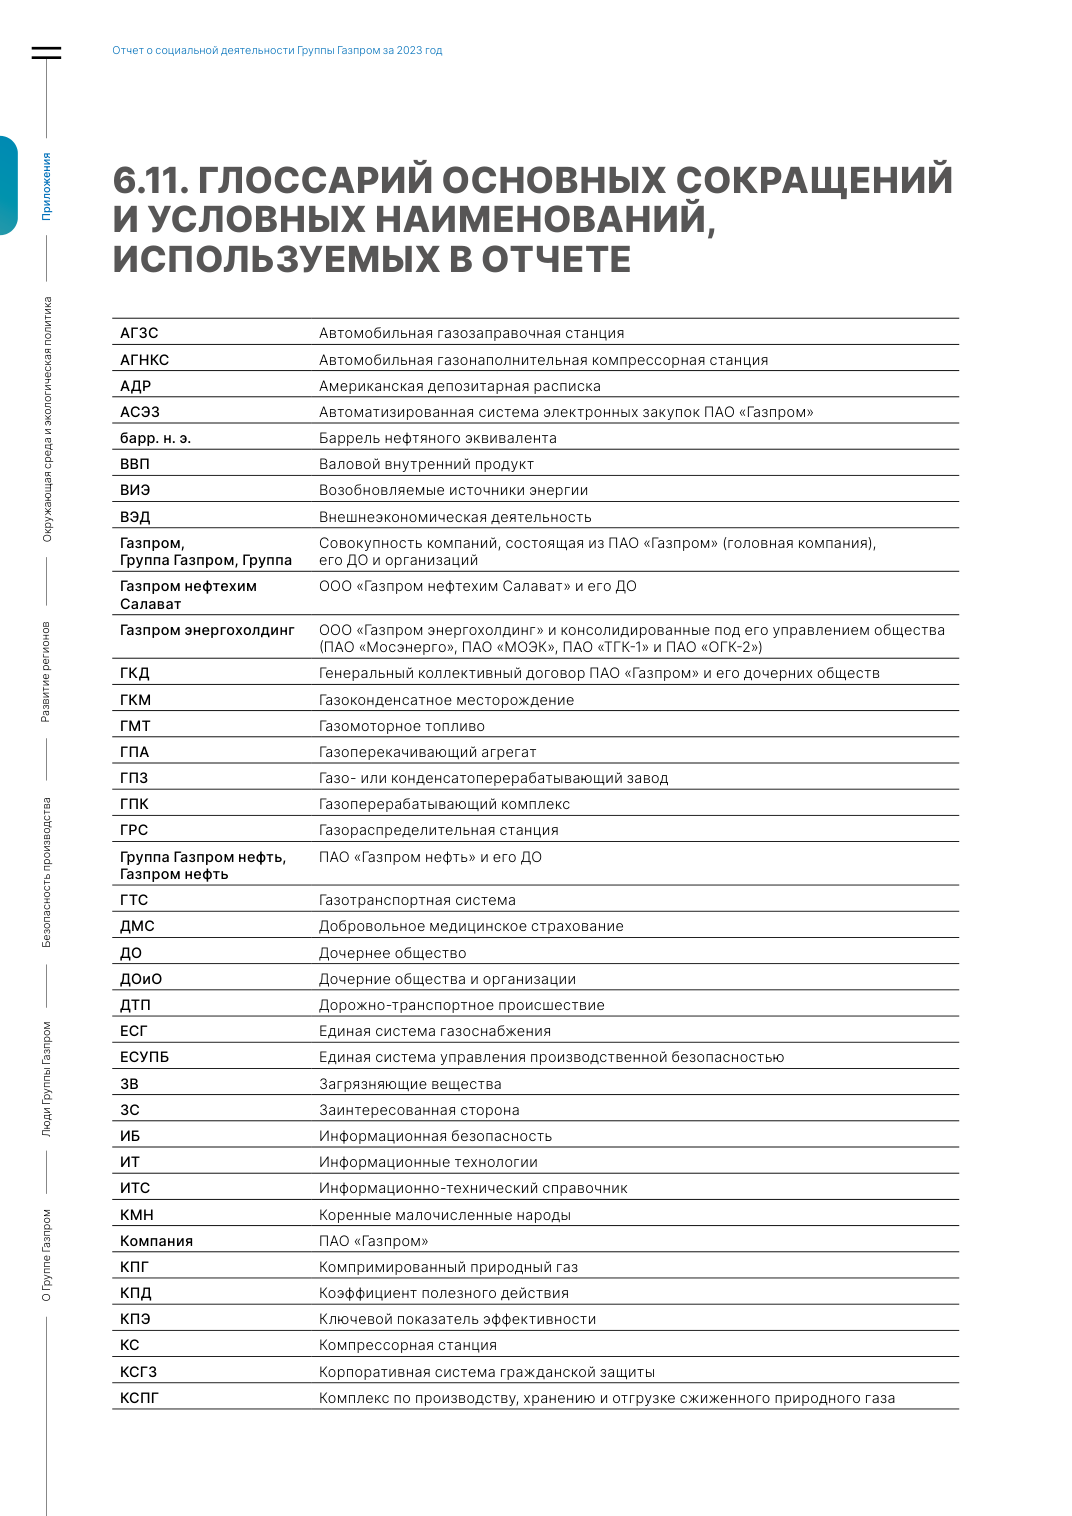 Отчет о социальной деятельности Группы Газпром за 2023 год
Приложения
Окружающая среда и экологическая политика
Развитие регионов
Безопасность производства
Люди Группы Газпром
О Группе Газпром
6.11. ГЛОССАРИЙ ОСНОВНЫХ СОКРАЩЕНИЙ
И УСЛОВНЫХ НАИМЕНОВАНИЙ,
ИСПОЛЬЗУЕМЫХ В ОТЧЕТЕ
АГЗС Автомобильная газозаправочная станция
АГНКС Автомобильная газонаполнительная компрессорная станция
АДР Американская депозитарная расписка
АСЭЗ Автоматизированная система электронных закупок ПАО «Газпром»
барр. н. э. Баррель нефтяного эквивалента
ВВП Валовой внутренний продукт
ВИЭ Возобновляемые источники энергии
ВЭД Внешнеэкономическая деятельность
Газпром, Совокупность компаний, состоящая из ПАО «Газпром» (головная компания),
Группа Газпром, Группа его ДО и организаций
Газпром нефтехим ООО «Газпром нефтехим Салават» и его ДО
Салават
Газпром энергохолдинг ООО «Газпром энергохолдинг» и консолидированные под его управлением общества
(ПАО «Мосэнерго», ПАО «МОЭК», ПАО «ТГК-1» и ПАО «ОГК-2»)
ГКД Генеральный коллективный договор ПАО «Газпром» и его дочерних обществ
ГКМ Газоконденсатное месторождение
ГМТ Газомоторное топливо
ГПА Газоперекачивающий агрегат
ГПЗ Газо- или конденсатоперерабатывающий завод
ГПК Газоперерабатывающий комплекс
ГРС Газораспределительная станция
Группа Газпром нефть, ПАО «Газпром нефть» и его ДО
Газпром нефть
ГТС Газотранспортная система
ДМС Добровольное медицинское страхование
ДО Дочернее общество
ДОиО Дочерние общества и организации
ДТП Дорожно-транспортное происшествие
ЕСГ Единая система газоснабжения
ЕСУПБ Единая система управления производственной безопасностью
ЗВ Загрязняющие вещества
ЗС Заинтересованная сторона
ИБ Информационная безопасность
ИТ Информационные технологии
ИТС Информационно-технический справочник
КМН Коренные малочисленные народы
Компания ПАО «Газпром»
КПГ Компримированный природный газ
КПД Коэффициент полезного действия
КПЭ Ключевой показатель эффективности
КС Компрессорная станция
КСГЗ Корпоративная система гражданской защиты
КСПГ Комплекс по производству, хранению и отгрузке сжиженного природного газа